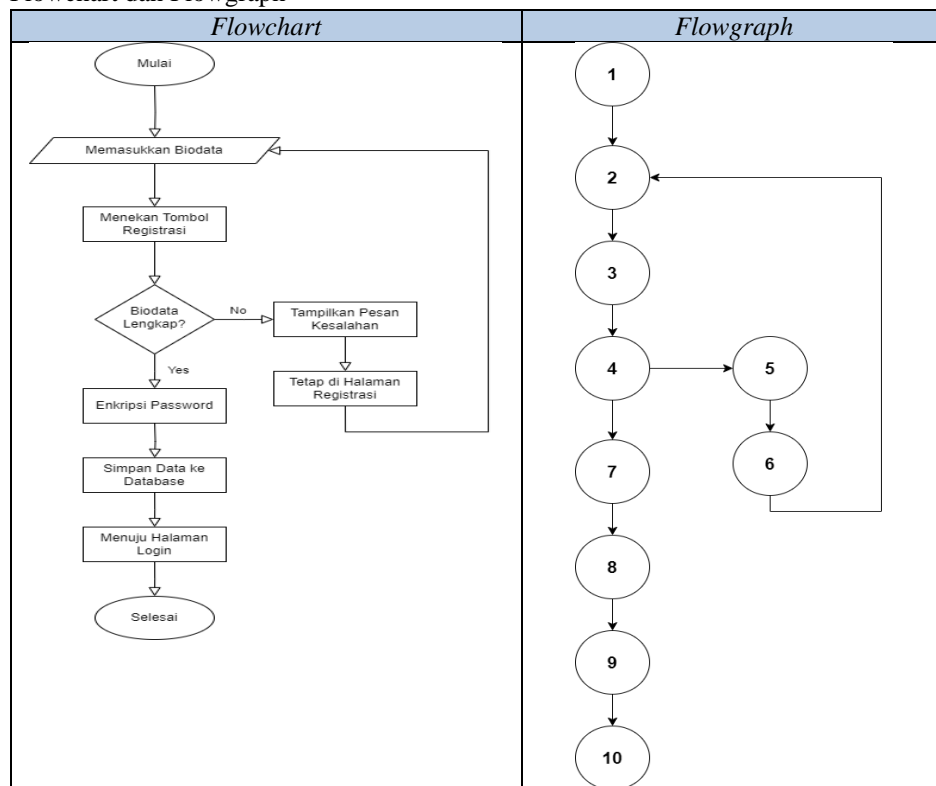 Flowchart dan Flowgraph
Flowchart
Flowgraph
Mulai
Memasukkan Biodata
Menekan Tombol
Registrasi
Biodata
Lengkap?
No
Tampilkan Pesan
Kesalahan
Tetap di Halaman
Registrasi
Yes
Enkripsi Password
Simpan Data ke
Database
Menuju Halaman
Login
Selesai
1
2
3
4
5
6
7
8
9
10